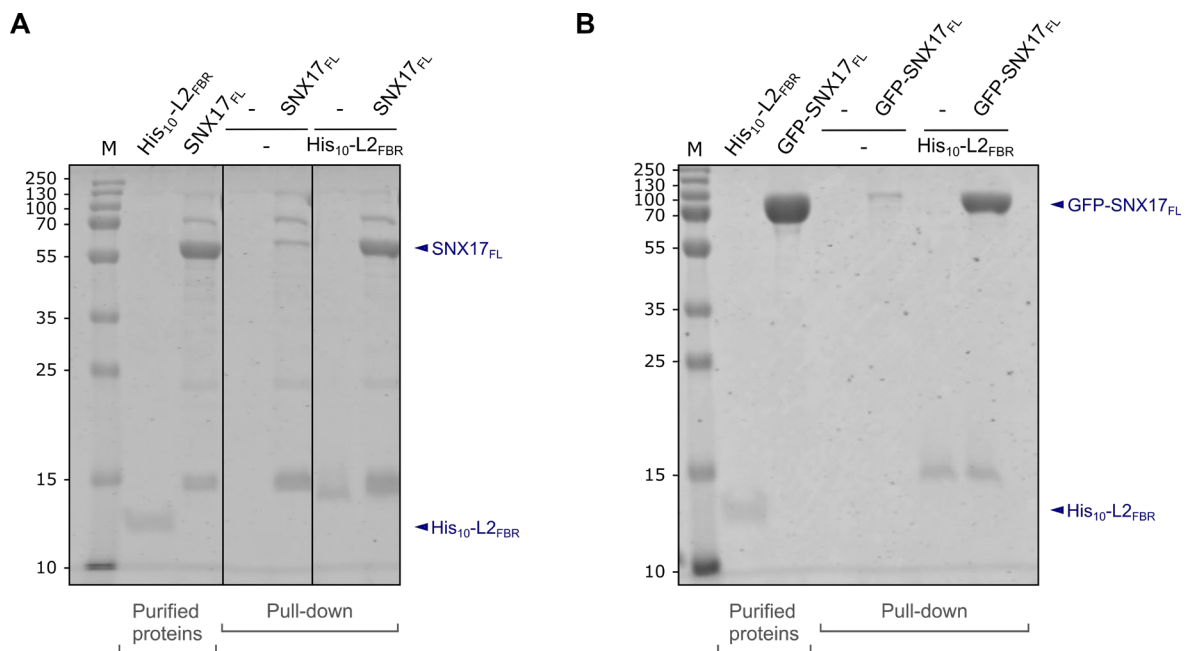 A
His₁₀-L2FBR
SNX17FL
-
SNX17FL
-
SNX17FL
M
-
His₁₀-L2FBR
250
130
100
70
55
35
25
15
10
SNX17FL
His₁₀-L2FBR
Purified
proteins
Pull-down
B
His₁₀-L2FBR
GFP-SNX17FL
-
GFP-SNX17FL
-
GFP-SNX17FL
M
-
His₁₀-L2FBR
250
130
100
70
55
35
25
15
10
GFP-SNX17FL
His₁₀-L2FBR
Purified
proteins
Pull-down